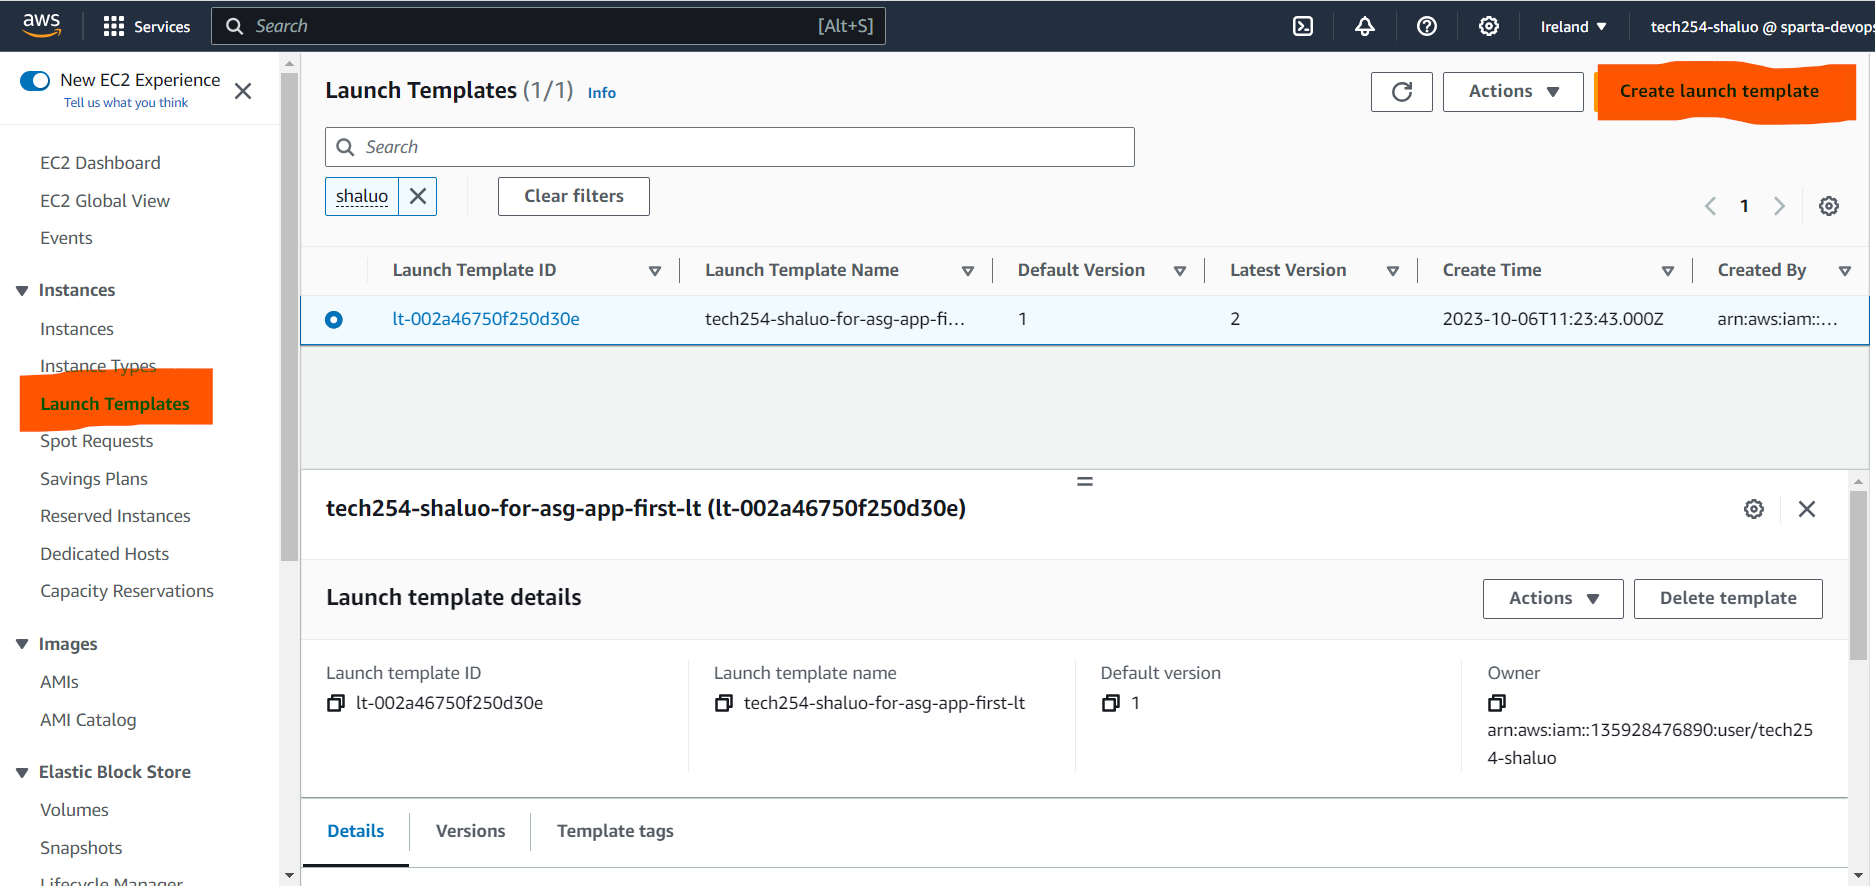 aws
Services
Search
[Alt+S]
Ireland
tech254-shaluo @ sparta-devops
New EC2 Experience
Tell us what you think
EC2 Dashboard
EC2 Global View
Events
Instances
Instances
Instance Types
Launch Templates
Spot Requests
Savings Plans
Reserved Instances
Dedicated Hosts
Capacity Reservations
Images
AMIs
AMI Catalog
Elastic Block Store
Volumes
Snapshots
Lifecycle Manager
Launch Templates (1/1) Info
Actions
Create launch template
Search
shaluo
Clear filters
1
Launch Template ID
Launch Template Name
Default Version
Latest Version
Create Time
Created By
lt-002a46750f250d30e
tech254-shaluo-for-asg-app-fi...
1
2
2023-10-06T11:23:43.000Z
arn:aws:iam::...
tech254-shaluo-for-asg-app-first-lt (lt-002a46750f250d30e)
Launch template details
Actions
Delete template
Launch template ID
lt-002a46750f250d30e
Launch template name
tech254-shaluo-for-asg-app-first-lt
Default version
1
Owner
arn:aws:iam::135928476890:user/tech25
4-shaluo
Details
Versions
Template tags